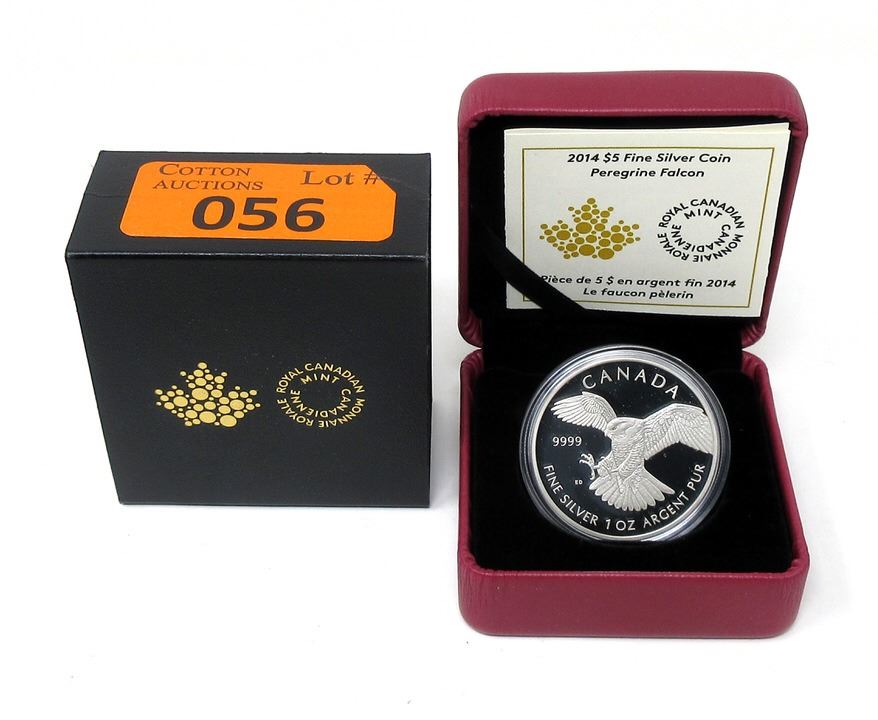 COTTON
AUCTIONS
Lot #
056
ROYAL CANADIAN MINT
MONNAIE ROYALE CANADIENNE
2014 $5 Fine Silver Coin
Peregrine Falcon
ROYAL CANADIAN MINT
MONNAIE ROYALE CANADIENNE
Pièce de 5 $ en argent fin 2014
Le faucon pèlerin
CANADA
9999
ED
FINE SILVER 1 OZ ARGENT PUR